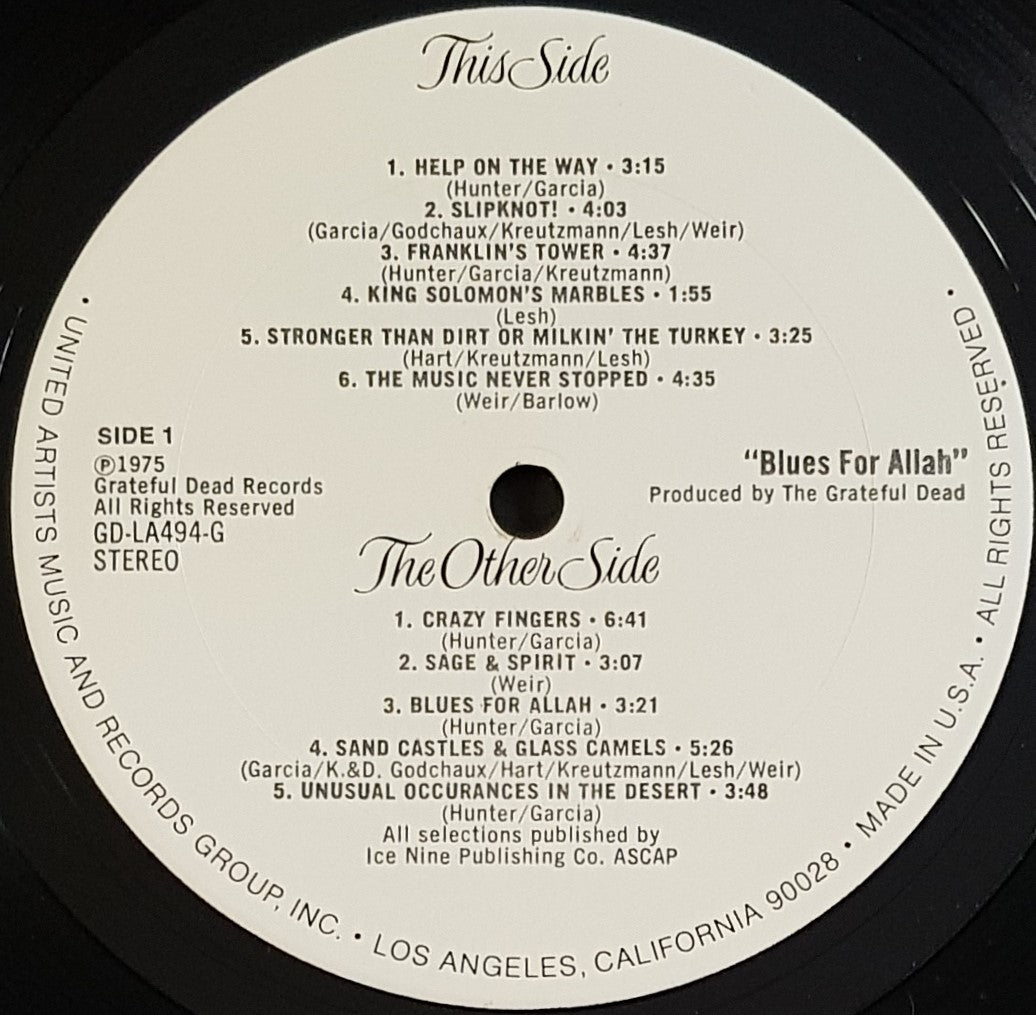 This Side
1. HELP ON THE WAY • 3:15
(Hunter/Garcia)
2. SLIPKNOT! • 4:03
(Garcia/Godchaux/Kreutzmann/Lesh/Weir)
3. FRANKLIN'S TOWER • 4:37
(Hunter/Garcia/Kreutzmann)
4. KING SOLOMON'S MARBLES • 1:55
(Lesh)
5. STRONGER THAN DIRT OR MILKIN' THE TURKEY • 3:25
(Hart/Kreutzmann/Lesh)
6. THE MUSIC NEVER STOPPED • 4:35
(Weir/Barlow)
SIDE 1
℗1975
Grateful Dead Records
All Rights Reserved
GD-LA494-G
STEREO
“Blues For Allah”
Produced by The Grateful Dead
The Other Side
1. CRAZY FINGERS • 6:41
(Hunter/Garcia)
2. SAGE & SPIRIT • 3:07
(Weir)
3. BLUES FOR ALLAH • 3:21
(Hunter/Garcia)
4. SAND CASTLES & GLASS CAMELS • 5:26
(Garcia/K.&D. Godchaux/Hart/Kreutzmann/Lesh/Weir)
5. UNUSUAL OCCURANCES IN THE DESERT • 3:48
(Hunter/Garcia)
All selections published by
Ice Nine Publishing Co. ASCAP
• UNITED ARTISTS MUSIC AND RECORDS GROUP, INC. • LOS ANGELES, CALIFORNIA 90028 • MADE IN U.S.A. • ALL RIGHTS RESERVED •